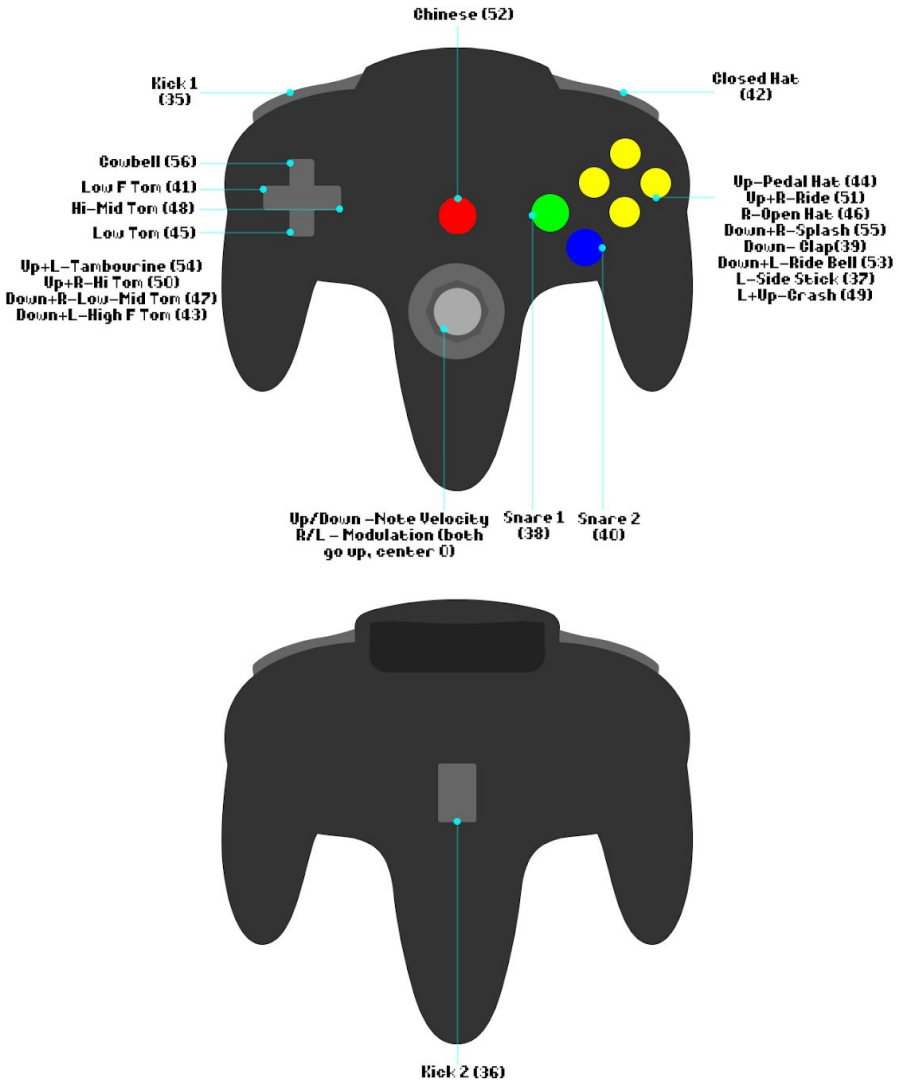 Chinese (52)
Kick 1
(35)
Closed Hat
(42)
Cowbell (56)
Low F Tom (41)
Hi-Mid Tom (48)
Low Tom (45)
Up+L-Tambourine (54)
Up+R-Hi Tom (50)
Down+R-Low-Mid Tom (47)
Down+L-High F Tom (43)
Up-Pedal Hat (44)
Up+R-Ride (51)
R-Open Hat (46)
Down+R-Splash (55)
Down- Clap(39)
Down+L-Ride Bell (53)
L-Side Stick (37)
L+Up-Crash (49)
Up/Down -Note Velocity
R/L - Modulation (both
go up, center 0)
Snare 1
(38)
Snare 2
(40)
Kick 2 (36)